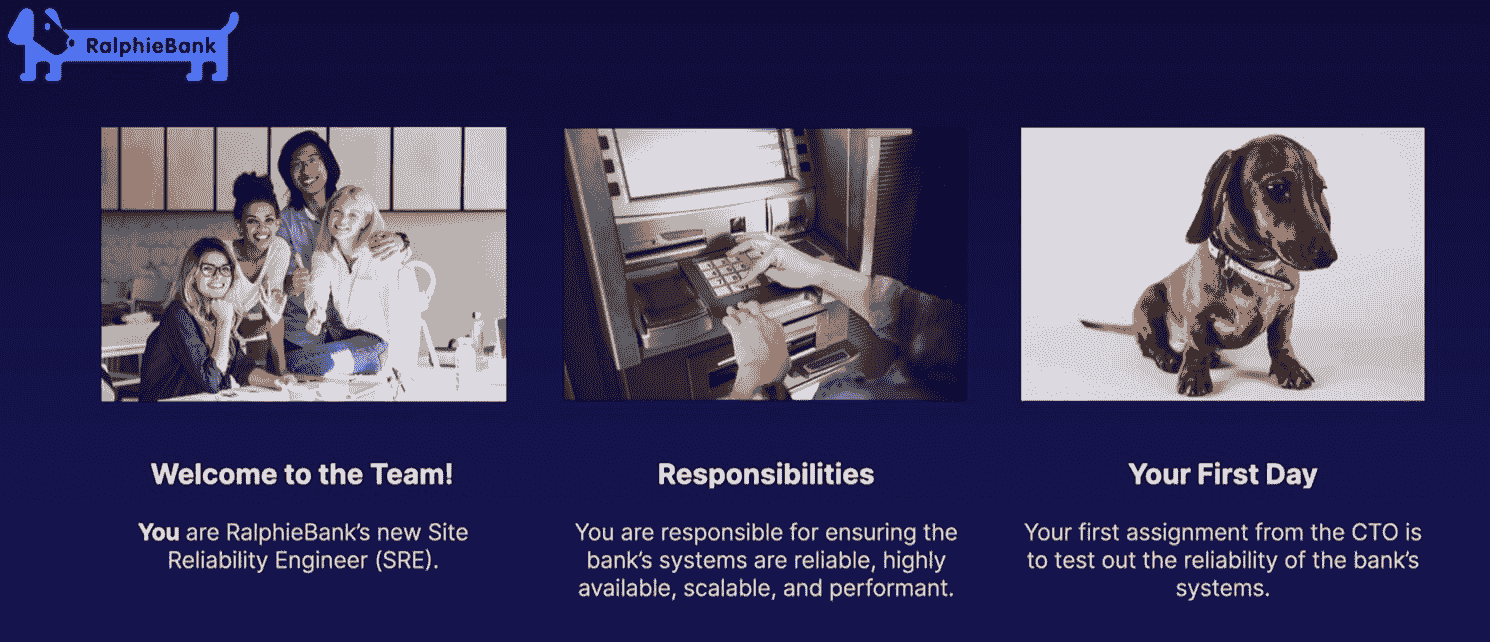 RalphieBank
Welcome to the Team!
You are RalphieBank's new Site
Reliability Engineer (SRE).
Responsibilities
You are responsible for ensuring the
bank's systems are reliable, highly
available, scalable, and performant.
Your First Day
Your first assignment from the CTO is
to test out the reliability of the bank's
systems.